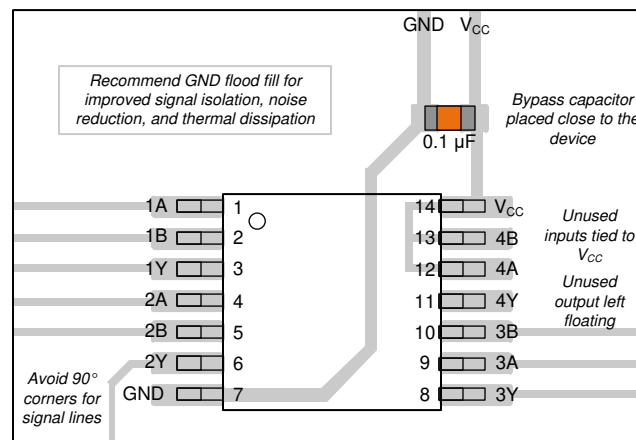 GND VCC
Recommend GND flood fill for
improved signal isolation, noise
reduction, and thermal dissipation
Bypass capacitor
placed close to the
device
0.1 µF
1A 1 14 VCC
1B 2 13 4B
1Y 3 12 4A
2A 4 11 4Y
2B 5 10 3B
2Y 6 9 3A
GND 7 8 3Y
Unused
inputs tied to
VCC
Unused
output left
floating
Avoid 90°
corners for
signal lines